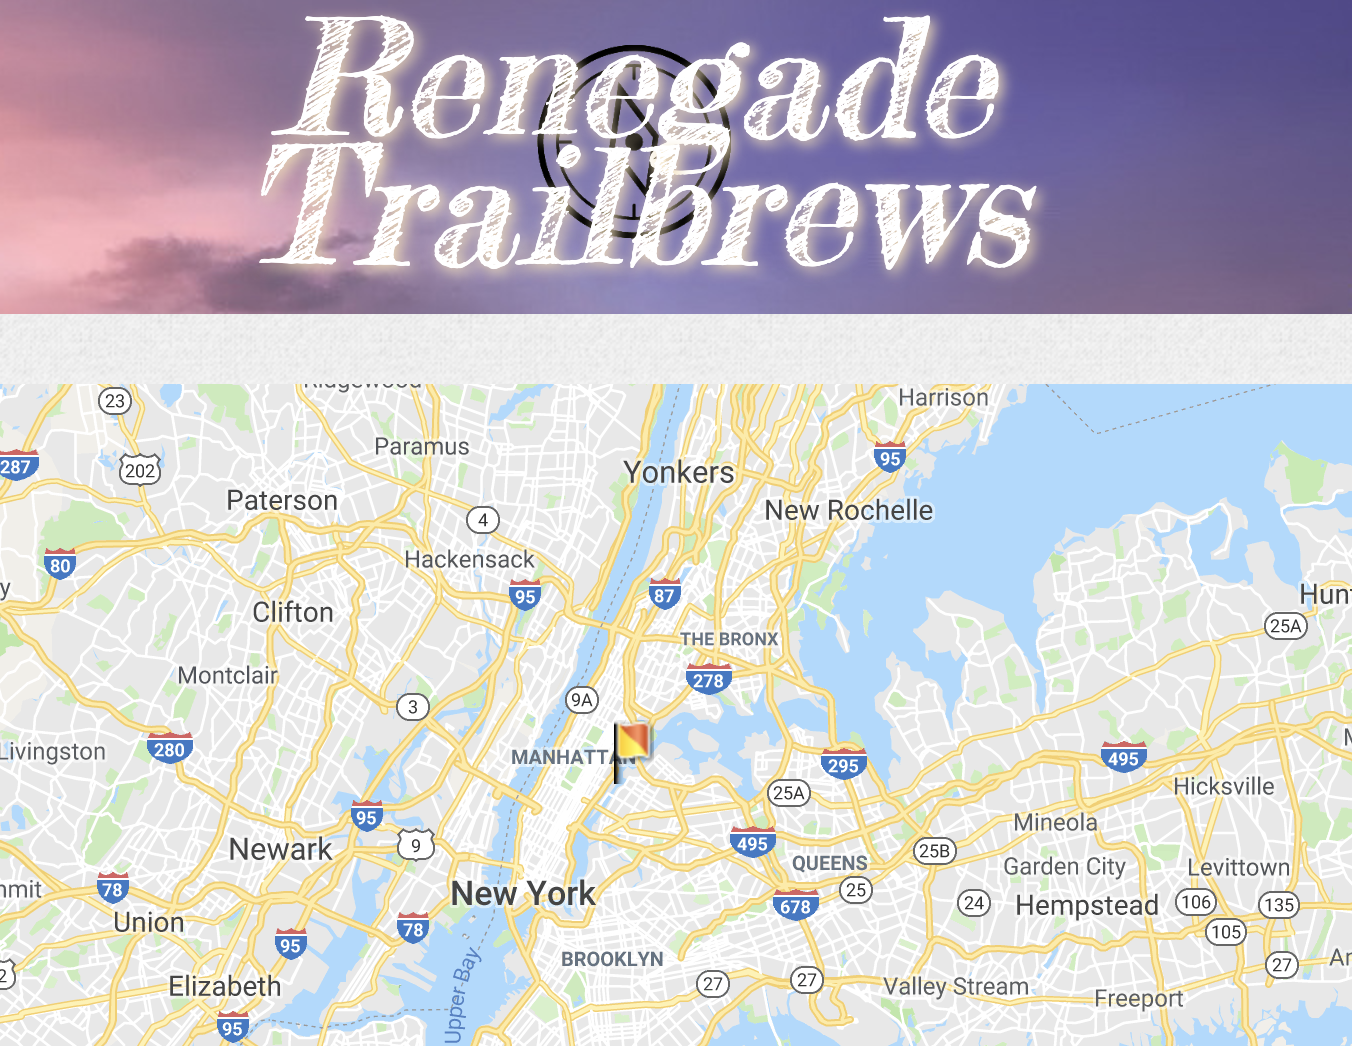 Renegade
Trailbrews
Ridgewood
23
Harrison
Paramus
95
287
202
Yonkers
Paterson
New Rochelle
4
Hackensack
80
95
87
Clifton
25A
THE BRONX
Montclair
278
9A
3
Livingston
280
MANHATTAN
295
495
Hicksville
25A
95
Mineola
9
495
25B
Newark
QUEENS
Garden City
Levittown
78
New York
25
678
24
Hempstead
106
135
Union
78
105
95
BROOKLYN
27
27
27
Elizabeth
Valley Stream
Freeport
Upper Bay
95